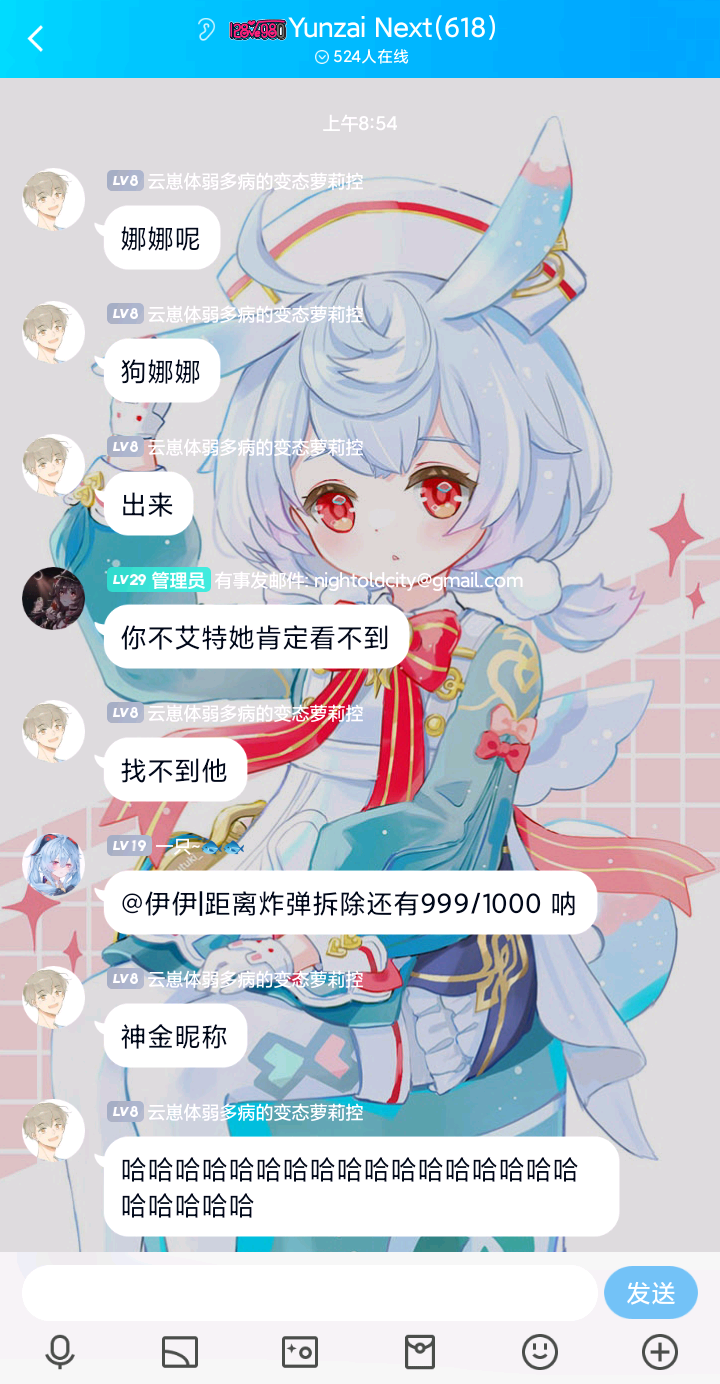 Yunzai Next(618)
524人在线
上午8:54
LV8 云崽体弱多病的变态萝莉控
娜娜呢
LV8 云崽体弱多病的变态萝莉控
狗娜娜
LV8 云崽体弱多病的变态萝莉控
出来
LV29 管理员 有事发邮件: nightoldcity@gmail.com
你不艾特她肯定看不到
LV8 云崽体弱多病的变态萝莉控
找不到他
LV19 一只~🐟🐟
@伊伊|距离炸弹拆除还有999/1000 呐
LV8 云崽体弱多病的变态萝莉控
神金昵称
LV8 云崽体弱多病的变态萝莉控
哈哈哈哈哈哈哈哈哈哈哈哈哈哈哈哈哈
哈哈哈哈哈
发送